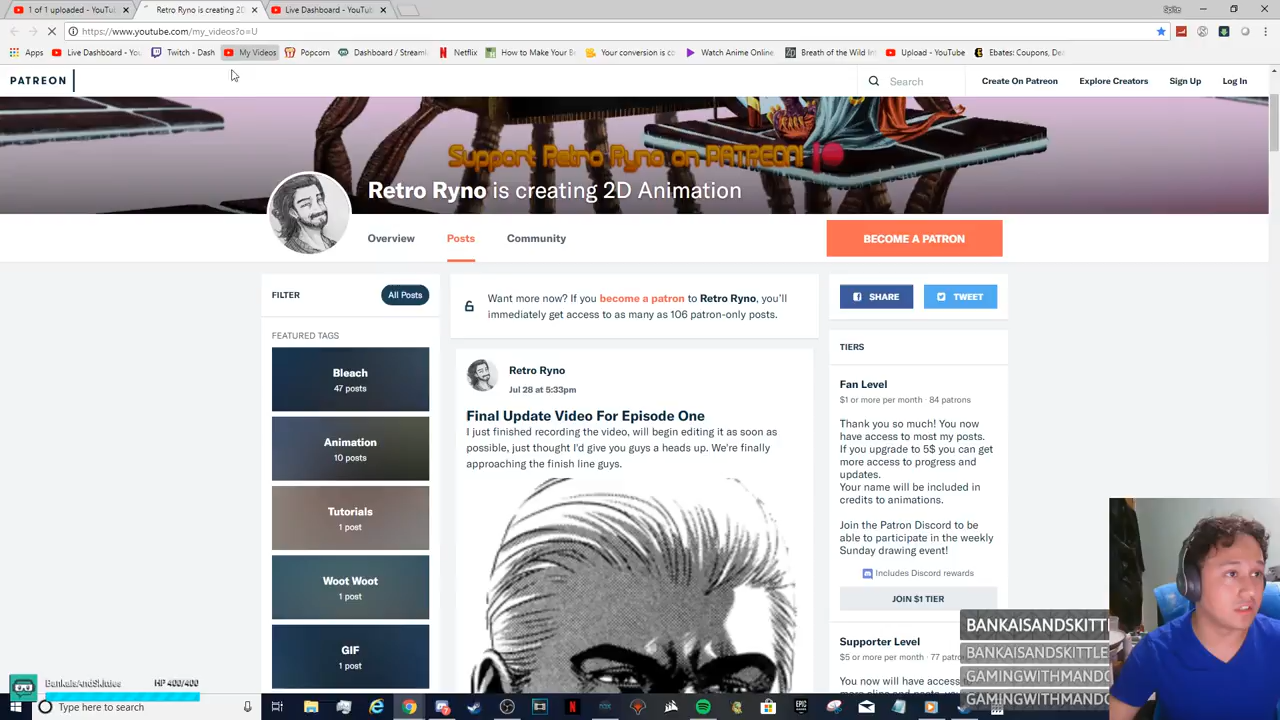 1 of 1 uploaded - YouTub
Retro Ryno is creating 2D
Live Dashboard - YouTub
Splite
https://www.youtube.com/my_videos?o=U
Apps
Live Dashboard - You
Twitch - Dash
My Videos
Popcorn
Dashboard / Streaml
Netflix
How to Make Your B
Your conversion is co
Watch Anime Online,
Breath of the Wild Int
Upload - YouTube
Ebates: Coupons, Dea
PATREON
Search
Create On Patreon
Explore Creators
Sign Up
Log In
Support Retro Ryno on PATREON!
Retro Ryno is creating 2D Animation
Overview
Posts
Community
BECOME A PATRON
FILTER
All Posts
FEATURED TAGS
Bleach
47 posts
Animation
10 posts
Tutorials
1 post
Woot Woot
1 post
GIF
1 post
Want more now? If you become a patron to Retro Ryno, you'll
immediately get access to as many as 106 patron-only posts.
Retro Ryno
Jul 28 at 5:33pm
Final Update Video For Episode One
I just finished recording the video, will begin editing it as soon as
possible, just thought I'd give you guys a heads up. We're finally
approaching the finish line guys.
SHARE
TWEET
TIERS
Fan Level
$1 or more per month · 84 patrons
Thank you so much! You now
have access to most my posts.
If you upgrade to 5$ you can get
more access to progress and
updates.
Your name will be included in
credits to animations.
Join the Patron Discord to be
able to participate in the weekly
Sunday drawing event!
Includes Discord rewards
JOIN $1 TIER
Supporter Level
$5 or more per month · 77 patro
You now will have access to
BANKAISANDSKITTL
BANKAISANDSKITTLE
GAMINGWITHMANDO
GAMINGWITHMANDO
BankaisAndSkittles
HP 400/400
Type here to search